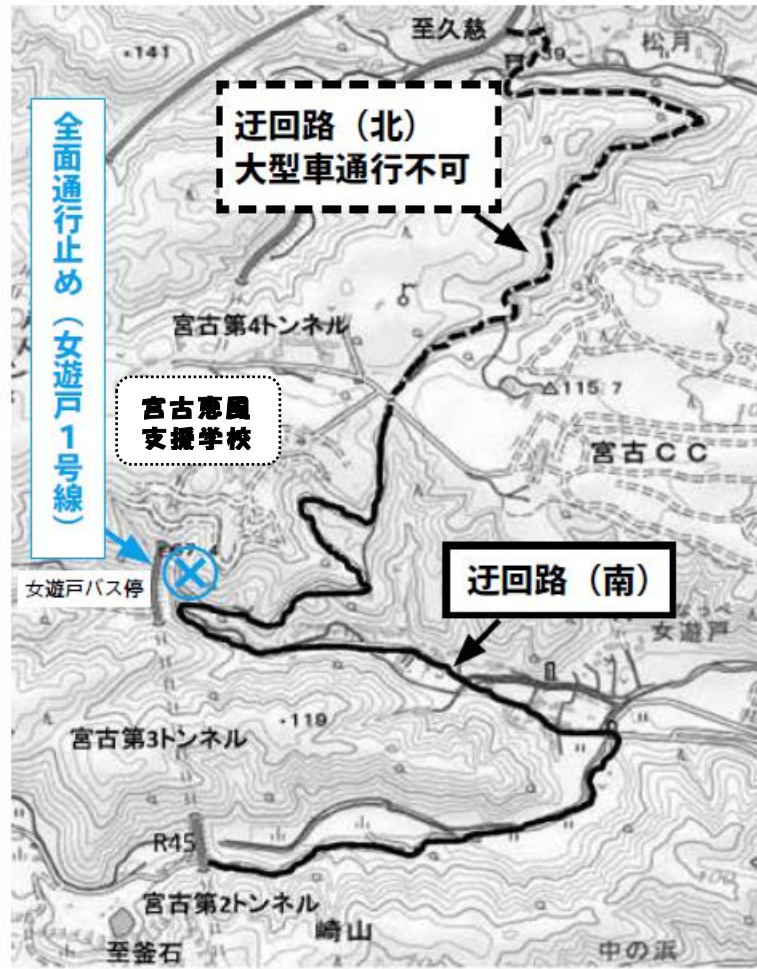 至久慈
松月
39
・141
迂回路（北）
大型車通行不可
全面通行止め（女遊戸１号線）
宮古第4トンネル
△115.7
宮古恵風
支援学校
宮古ＣＣ
女遊戸バス停
迂回路（南）
女遊戸
・119
宮古第3トンネル
R45
宮古第2トンネル
崎山
至釜石
中の浜